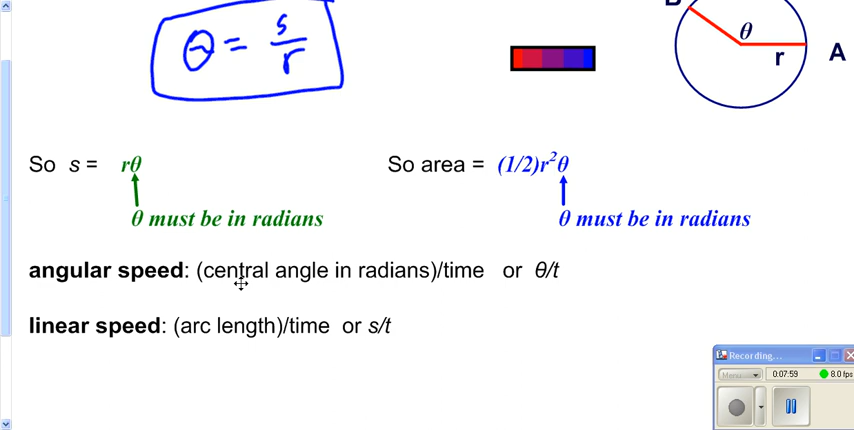 θ = s/r
B
θ
r
A
So s = rθ
So area = (1/2)r²θ
θ must be in radians
θ must be in radians
angular speed: (central angle in radians)/time or θ/t
linear speed: (arc length)/time or s/t
Recording...
Menu
0:07:59
8.0 fps